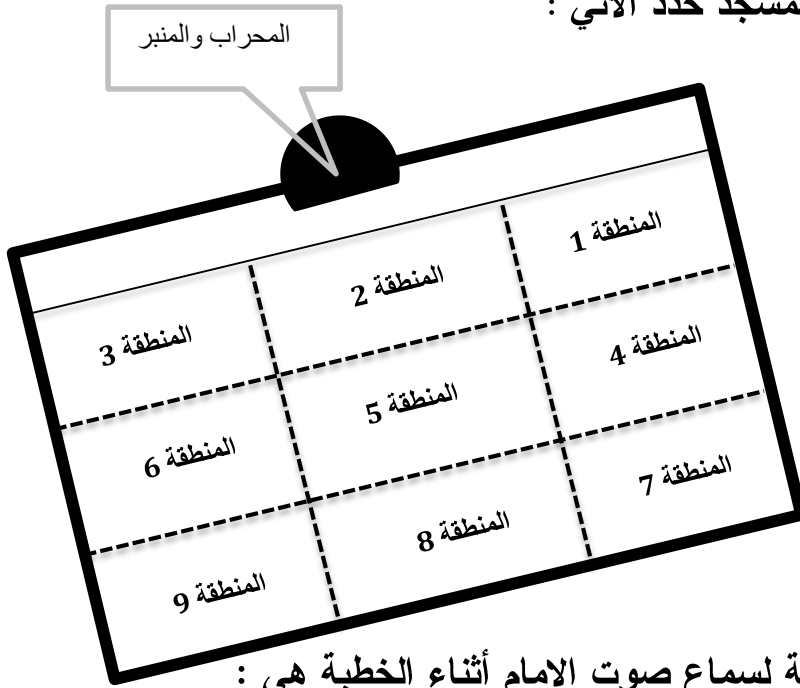 مسجد حدد الآتي :
المحراب والمنبر
المنطقة 1
المنطقة 2
المنطقة 3
المنطقة 4
المنطقة 5
المنطقة 6
المنطقة 7
المنطقة 8
المنطقة 9
ة لسماع صوت الامام أثناء الخطبة هي :